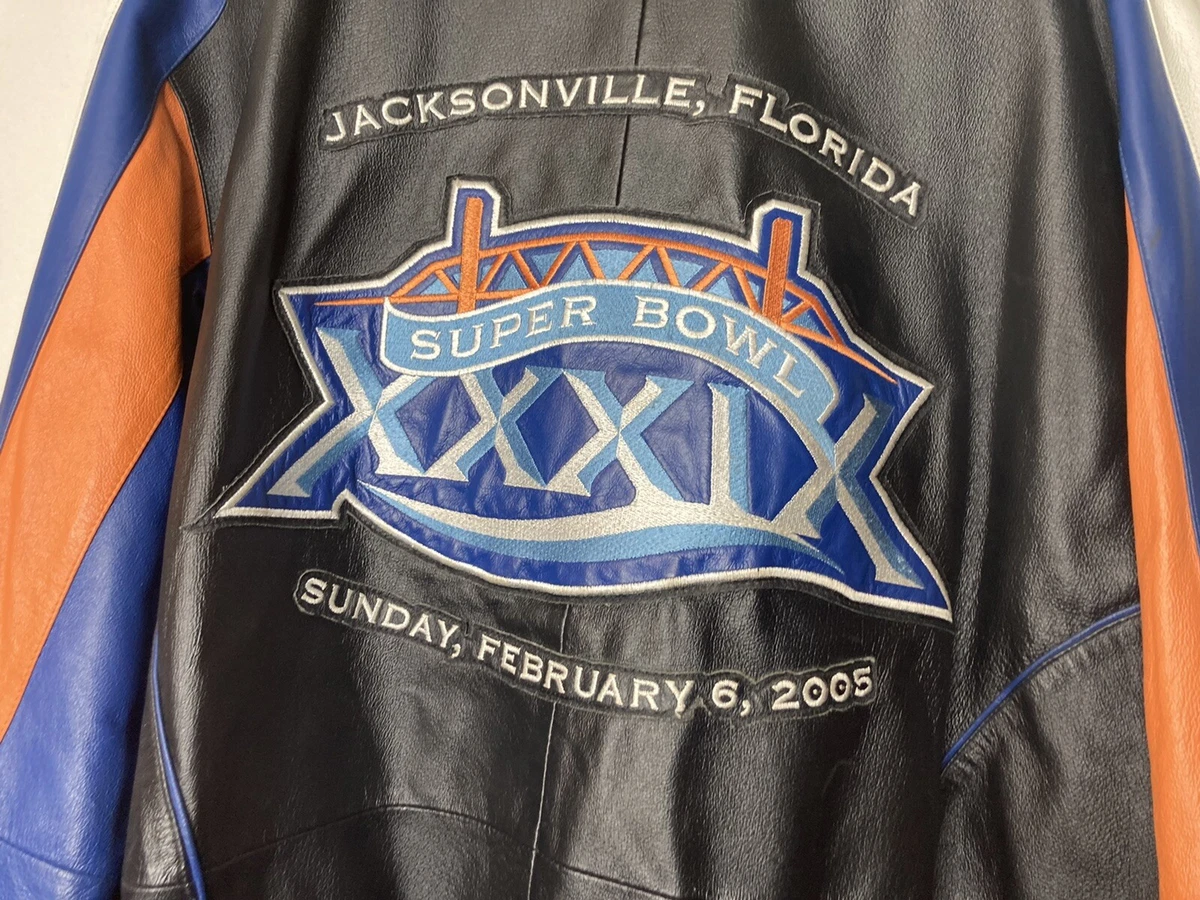 JACKSONVILLE, FLORIDA
SUPER BOWL
XXXIX
SUNDAY, FEBRUARY 6, 2005